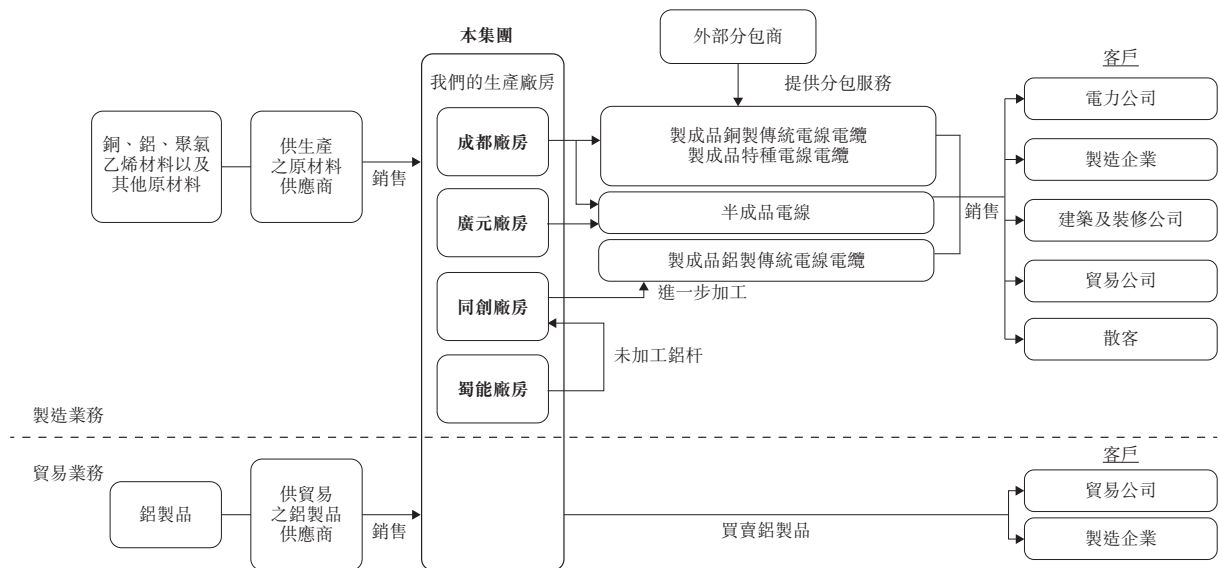 外部分包商
本集團
客戶
提供分包服務
我們的生產廠房
電力公司
銅、鋁、聚氯
乙烯材料以及
其他原材料
供生產
之原材料
供應商
銷售
成都廠房
製成品銅製傳統電線電纜
製成品特種電線電纜
製造企業
廣元廠房
半成品電線
銷售
建築及裝修公司
製成品鋁製傳統電線電纜
貿易公司
同創廠房
進一步加工
散客
未加工鋁杆
蜀能廠房
製造業務
貿易業務
客戶
鋁製品
供貿易
之鋁製品
供應商
銷售
買賣鋁製品
貿易公司
製造企業